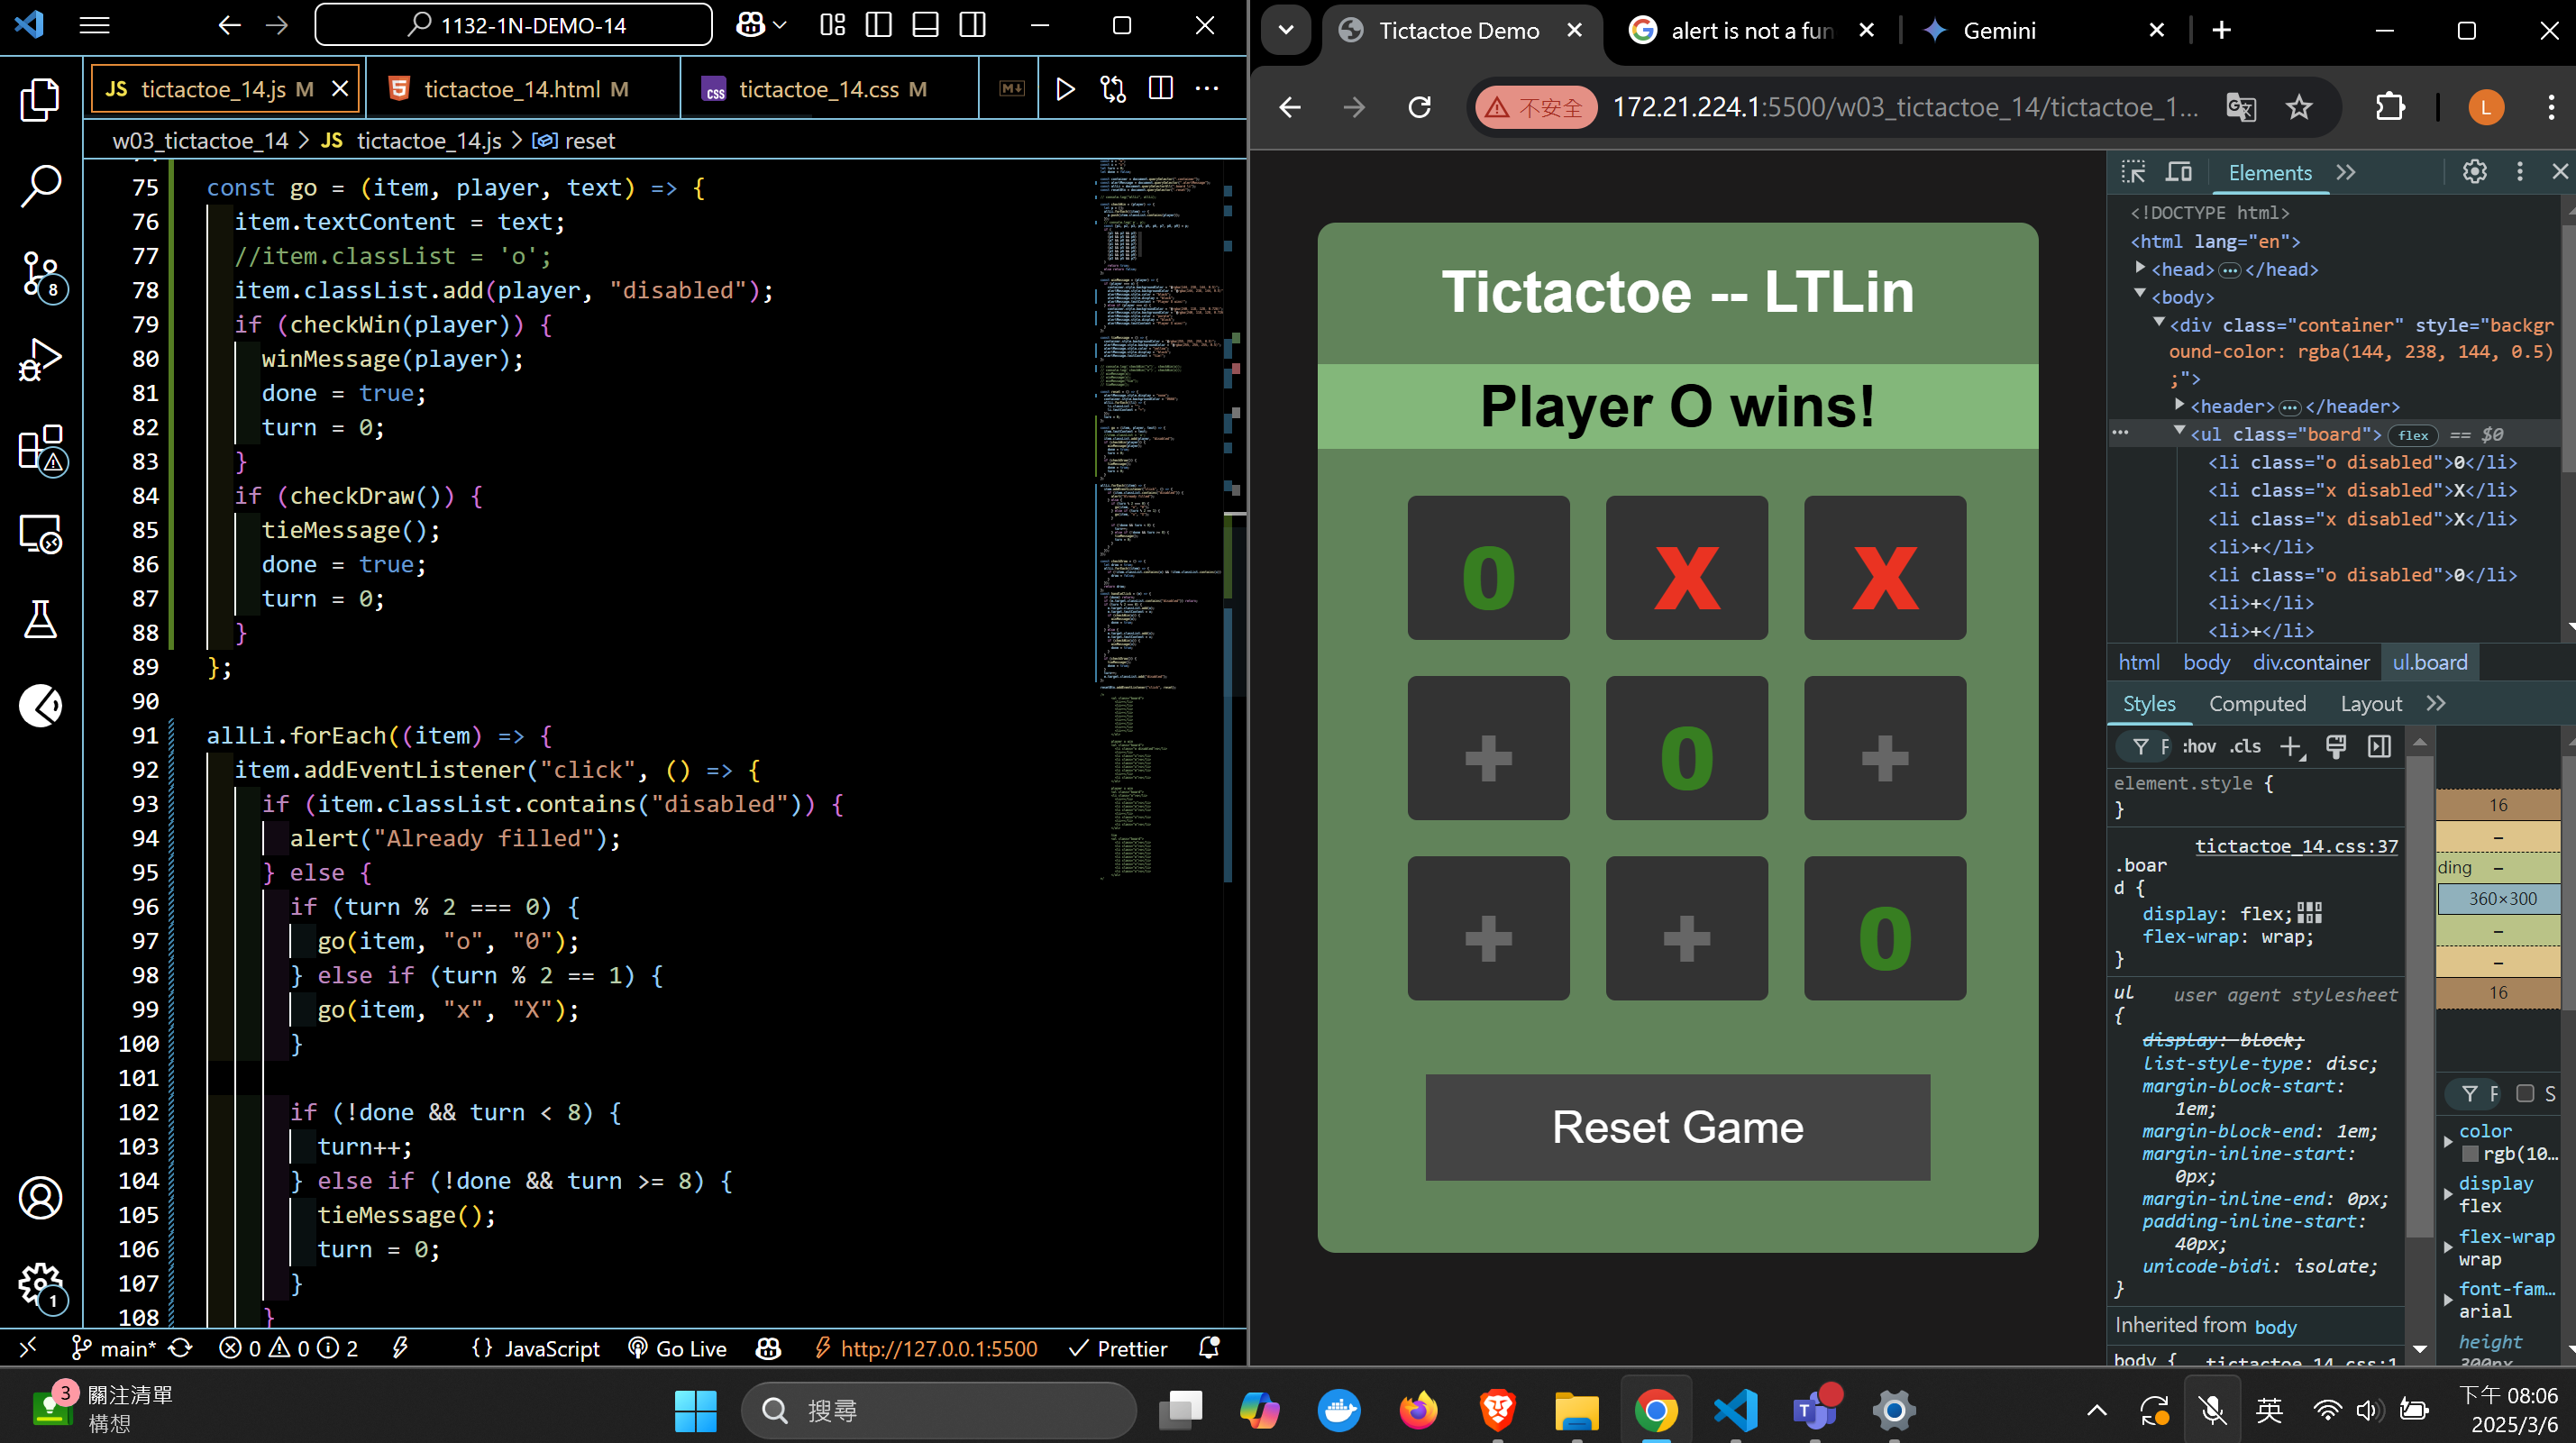 1132-1N-DEMO-14
JS tictactoe_14.js M
tictactoe_14.html M
css tictactoe_14.css M
w03_tictactoe_14 > JS tictactoe_14.js > reset
75 const go = (item, player, text) => {
76 item.textContent = text;
77 //item.classList = 'o';
78 item.classList.add(player, "disabled");
79 if (checkWin(player)) {
80 winMessage(player);
81 done = true;
82 turn = 0;
83 }
84 if (checkDraw()) {
85 tieMessage();
86 done = true;
87 turn = 0;
88 }
89 };
90
91 allLi.forEach((item) => {
92 item.addEventListener("click", () => {
93 if (item.classList.contains("disabled")) {
94 alert("Already filled");
95 } else {
96 if (turn % 2 === 0) {
97 go(item, "o", "0");
98 } else if (turn % 2 == 1) {
99 go(item, "x", "X");
100 }
101
102 if (!done && turn < 8) {
103 turn++;
104 } else if (!done && turn >= 8) {
105 tieMessage();
106 turn = 0;
107 }
108 }
8
1
main*
0 0 2
{} JavaScript
Go Live
http://127.0.0.1:5500
Prettier
Tictactoe Demo
alert is not a fun
Gemini
不安全
172.21.224.1:5500/w03_tictactoe_14/tictactoe_1...
L
Tictactoe -- LTLin
Player O wins!
0 X X
+ 0 +
+ + 0
Reset Game
Elements
<!DOCTYPE html>
<html lang="en">
<head> </head>
<body>
<div class="container" style="backgr
ound-color: rgba(144, 238, 144, 0.5)
;">
<header> </header>
<ul class="board"> flex == $0
<li class="o disabled">0</li>
<li class="x disabled">X</li>
<li class="x disabled">X</li>
<li>+</li>
<li class="o disabled">0</li>
<li>+</li>
<li>+</li>
html body div.container ul.board
Styles Computed Layout
F :hov .cls
element.style {
}
tictactoe_14.css:37
.boar
d {
display: flex;
flex-wrap: wrap;
}
ul user agent stylesheet
{
display: block;
list-style-type: disc;
margin-block-start:
1em;
margin-block-end: 1em;
margin-inline-start:
0px;
margin-inline-end: 0px;
padding-inline-start:
40px;
unicode-bidi: isolate;
}
Inherited from body
body { tictactoe_14.css:1
16
–
ding –
360×300
–
–
16
F S
color
rgb(10...
display
flex
flex-wrap
wrap
font-fam...
arial
height
300px
3
關注清單
構想
搜尋
英
下午 08:06
2025/3/6